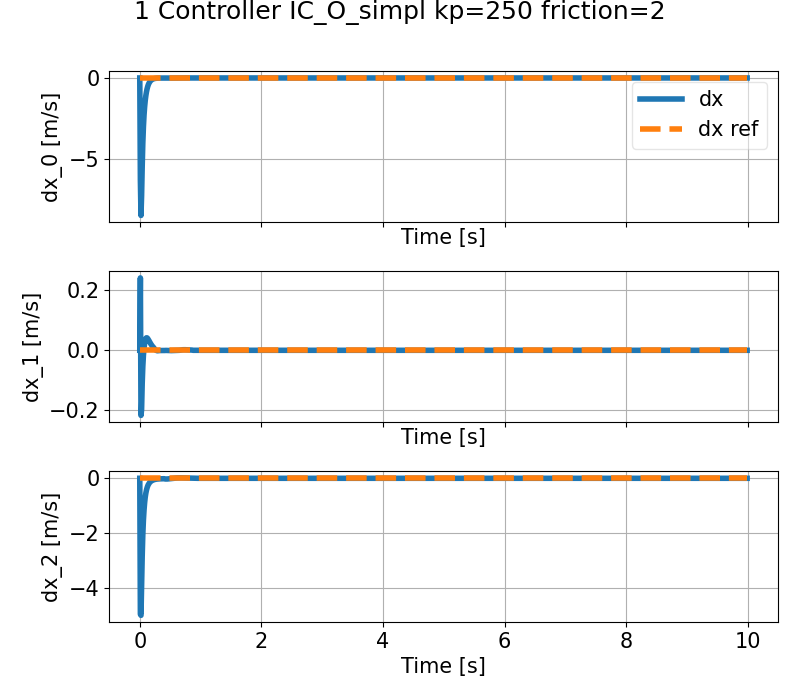 1 Controller IC_O_simpl kp=250 friction=2
dx_0 [m/s]
0
−5
dx
dx ref
Time [s]
dx_1 [m/s]
0.2
0.0
−0.2
Time [s]
dx_2 [m/s]
0
−2
−4
0 2 4 6 8 10
Time [s]